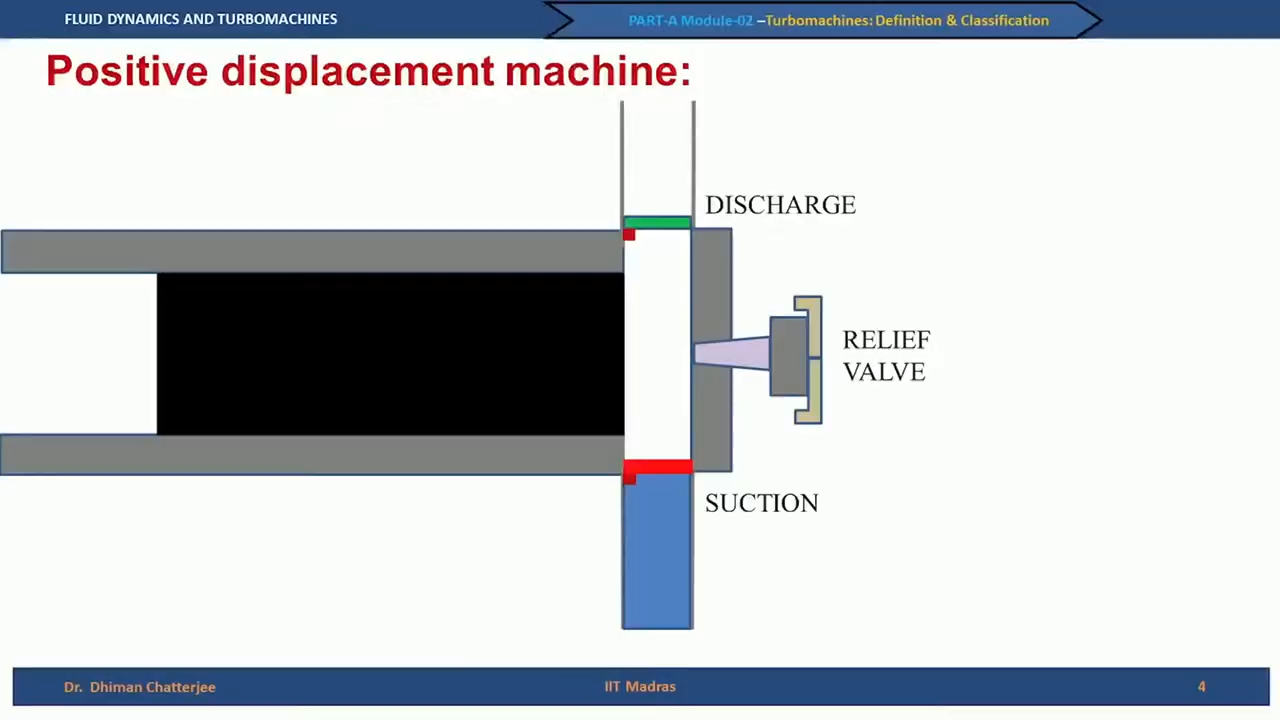 FLUID DYNAMICS AND TURBOMACHINES
PART-A Module-02 –Turbomachines: Definition & Classification
Positive displacement machine:
DISCHARGE
RELIEF
VALVE
SUCTION
Dr. Dhiman Chatterjee
IIT Madras
4